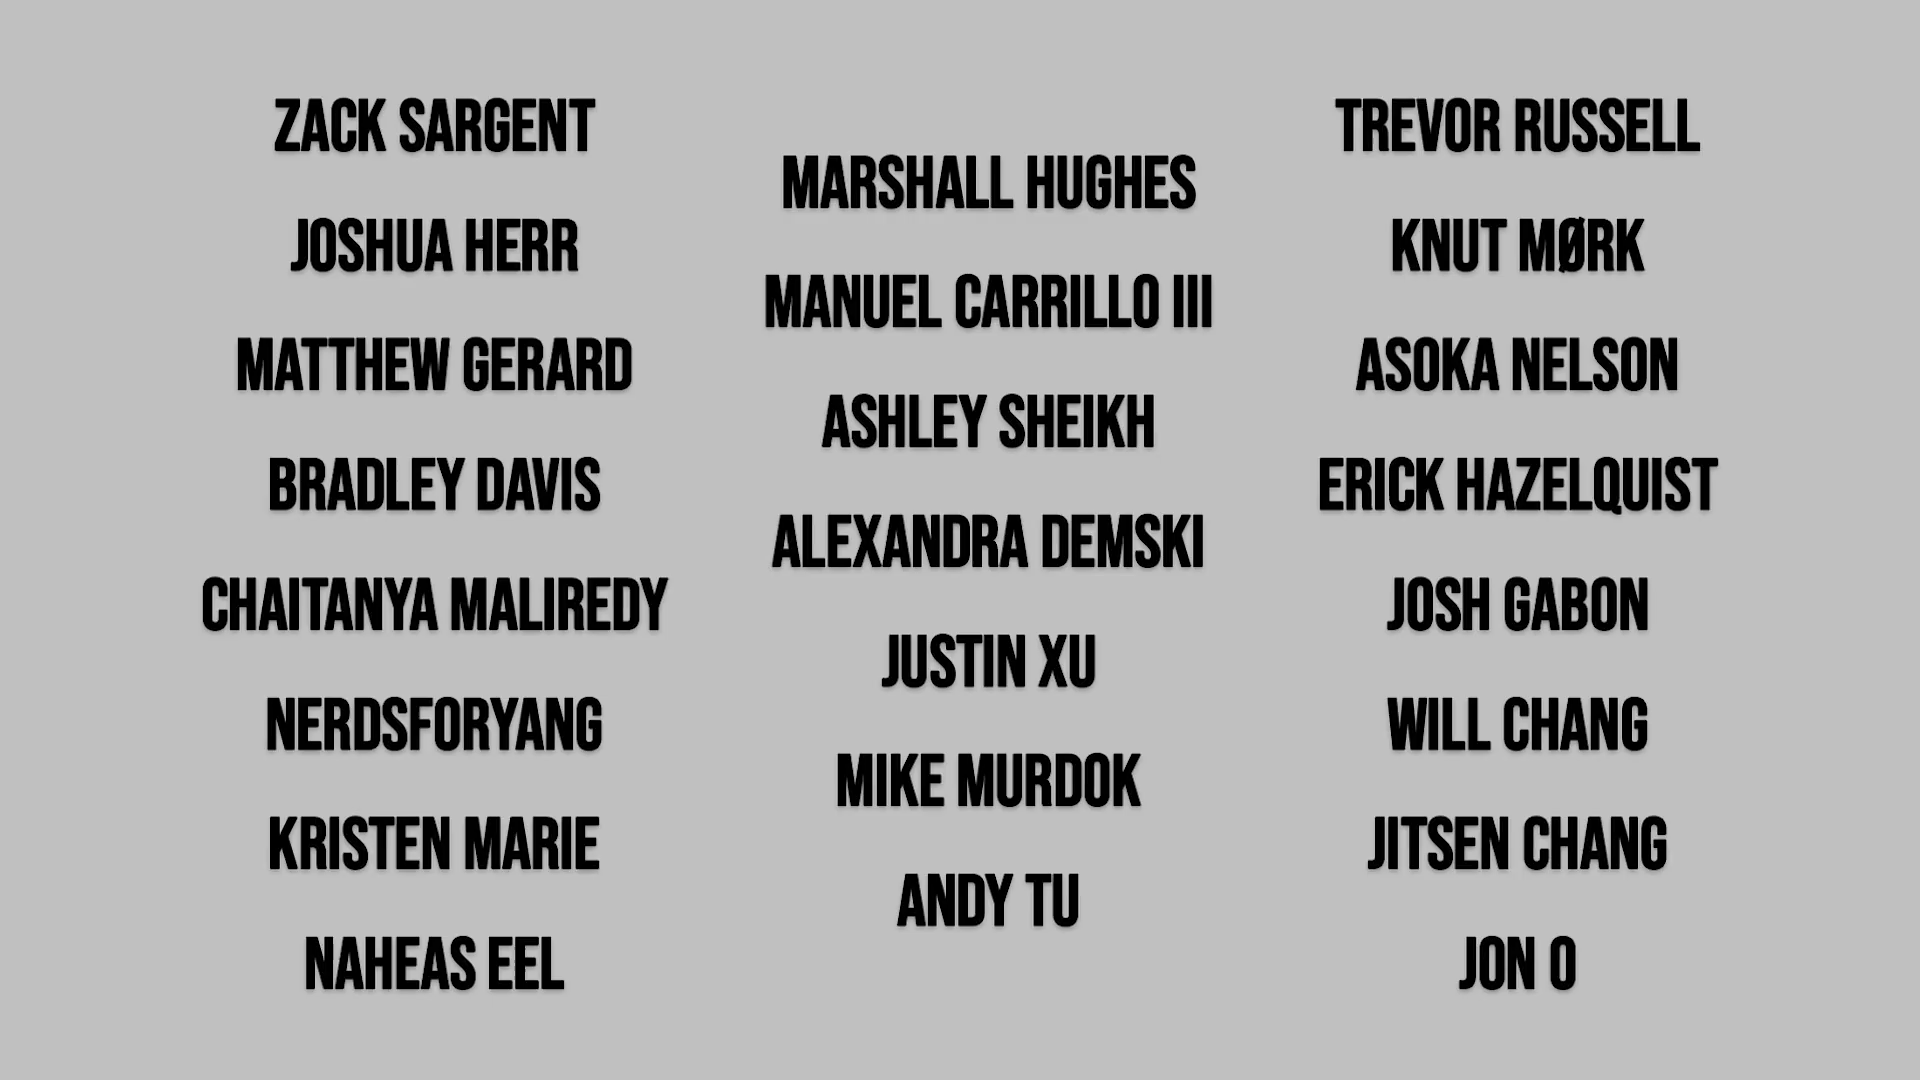 ZACK SARGENT
JOSHUA HERR
MATTHEW GERARD
BRADLEY DAVIS
CHAITANYA MALIREDY
NERDSFORYANG
KRISTEN MARIE
NAHEAS EEL
MARSHALL HUGHES
MANUEL CARRILLO III
ASHLEY SHEIKH
ALEXANDRA DEMSKI
JUSTIN XU
MIKE MURDOK
ANDY TU
TREVOR RUSSELL
KNUT MØRK
ASOKA NELSON
ERICK HAZELQUIST
JOSH GABON
WILL CHANG
JITSEN CHANG
JON O